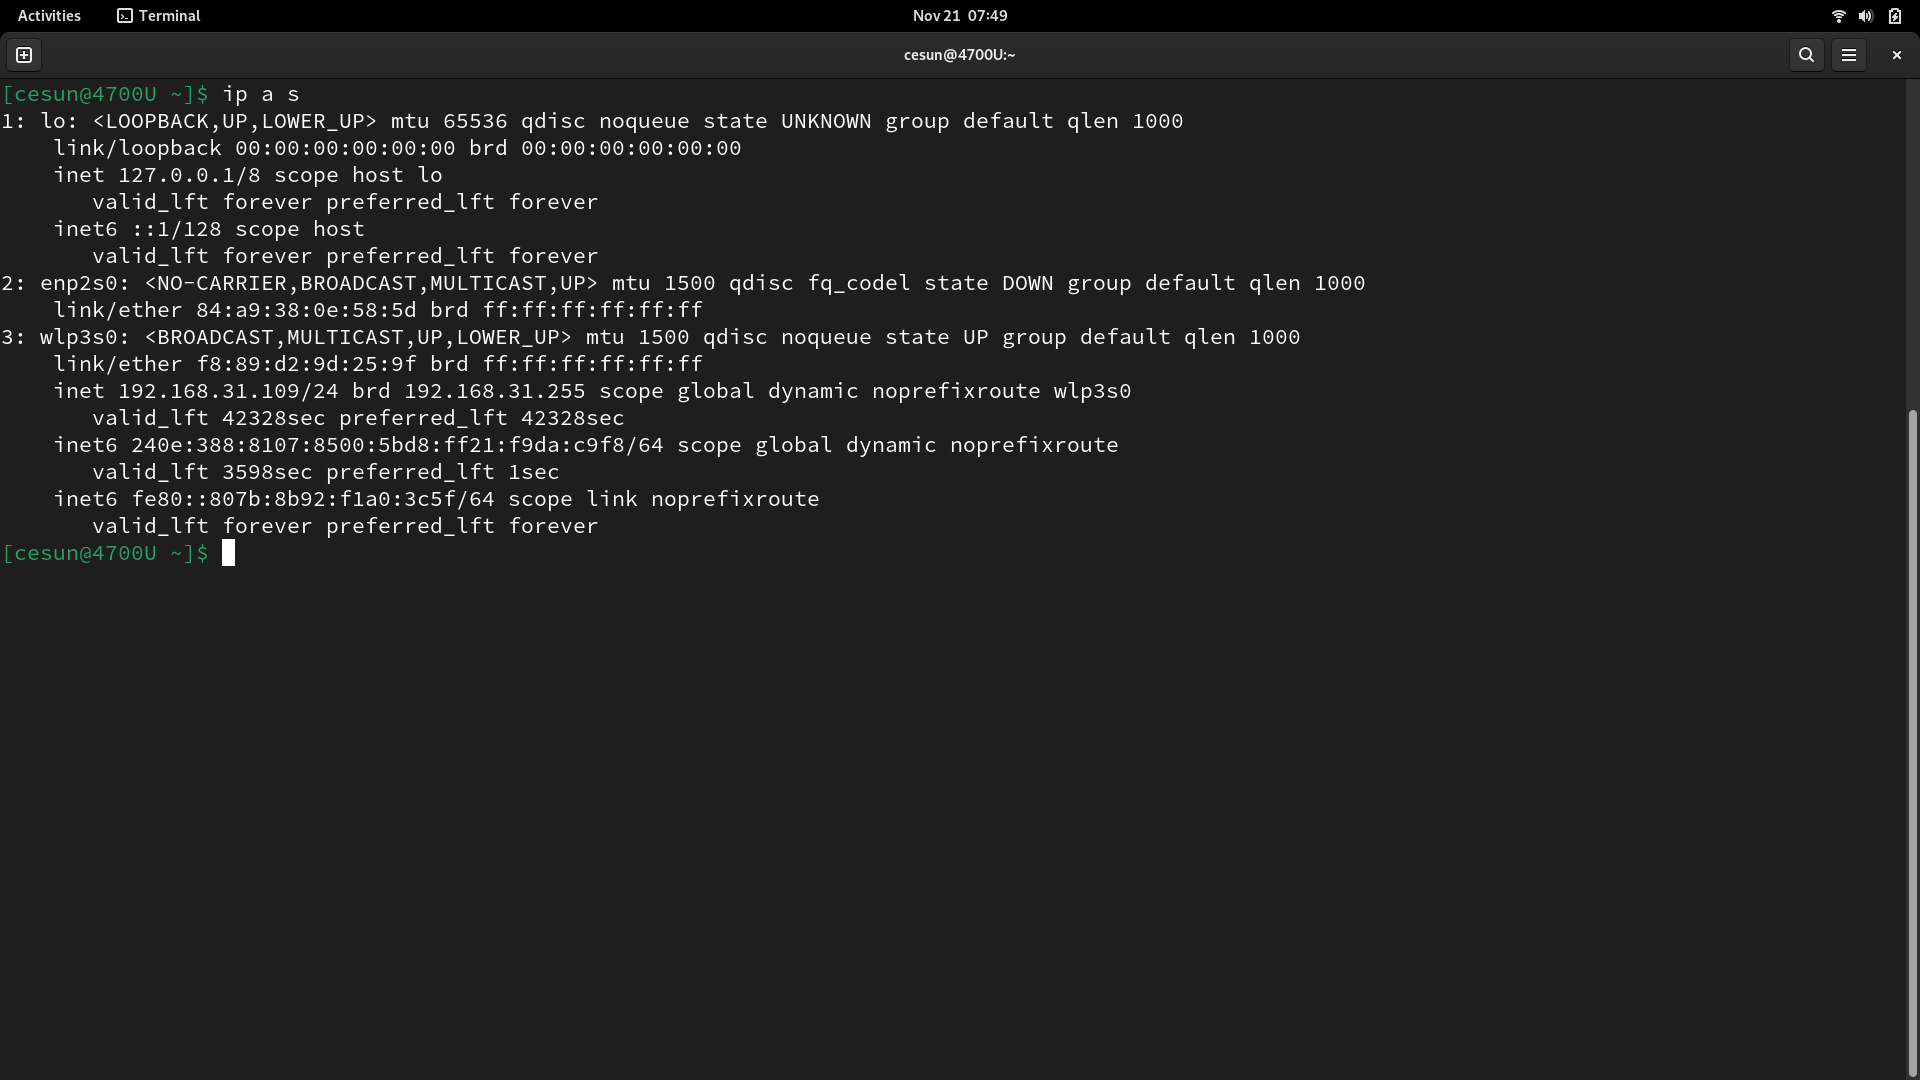 Activities Terminal Nov 21 07:49
cesun@4700U:~
[cesun@4700U ~]$ ip a s
1: lo: <LOOPBACK,UP,LOWER_UP> mtu 65536 qdisc noqueue state UNKNOWN group default qlen 1000
    link/loopback 00:00:00:00:00:00 brd 00:00:00:00:00:00
    inet 127.0.0.1/8 scope host lo
       valid_lft forever preferred_lft forever
    inet6 ::1/128 scope host
       valid_lft forever preferred_lft forever
2: enp2s0: <NO-CARRIER,BROADCAST,MULTICAST,UP> mtu 1500 qdisc fq_codel state DOWN group default qlen 1000
    link/ether 84:a9:38:0e:58:5d brd ff:ff:ff:ff:ff:ff
3: wlp3s0: <BROADCAST,MULTICAST,UP,LOWER_UP> mtu 1500 qdisc noqueue state UP group default qlen 1000
    link/ether f8:89:d2:9d:25:9f brd ff:ff:ff:ff:ff:ff
    inet 192.168.31.109/24 brd 192.168.31.255 scope global dynamic noprefixroute wlp3s0
       valid_lft 42328sec preferred_lft 42328sec
    inet6 240e:388:8107:8500:5bd8:ff21:f9da:c9f8/64 scope global dynamic noprefixroute
       valid_lft 3598sec preferred_lft 1sec
    inet6 fe80::807b:8b92:f1a0:3c5f/64 scope link noprefixroute
       valid_lft forever preferred_lft forever
[cesun@4700U ~]$